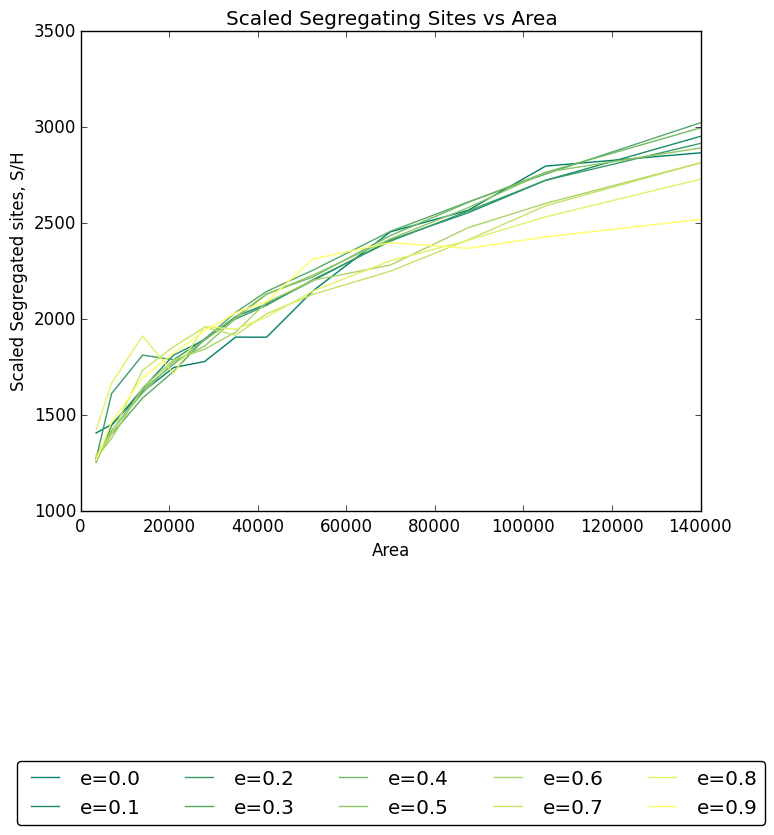 Scaled Segregating Sites vs Area
3500
3000
2500
2000
1500
1000
Scaled Segregated sites, S/H
0 20000 40000 60000 80000 100000 120000 140000
Area
e=0.0 e=0.2 e=0.4 e=0.6 e=0.8
e=0.1 e=0.3 e=0.5 e=0.7 e=0.9